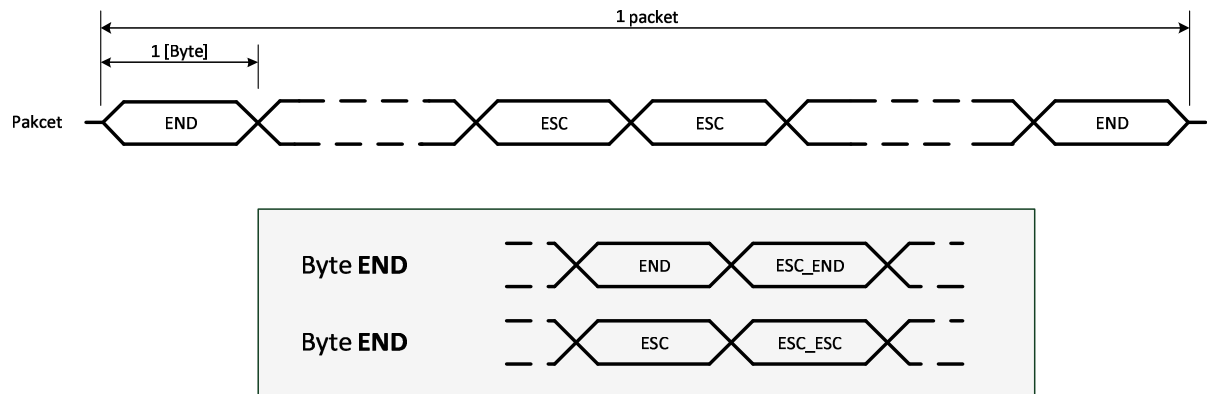 1 packet
1 [Byte]
Pakcet END ESC ESC END
Byte END END ESC_END
Byte END ESC ESC_ESC